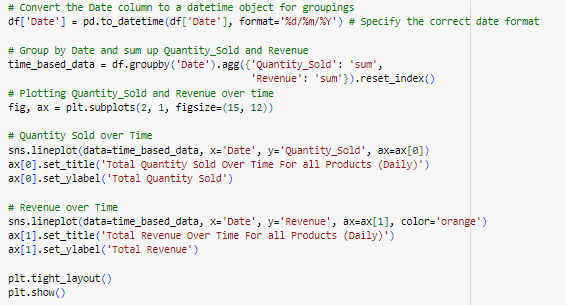 # Convert the Date column to a datetime object for groupings
df['Date'] = pd.to_datetime(df['Date'], format='%d/%m/%Y') # Specify the correct date format
# Group by Date and sum up Quantity_Sold and Revenue
time_based_data = df.groupby('Date').agg({'Quantity_Sold': 'sum',
'Revenue': 'sum'}).reset_index()
# Plotting Quantity_Sold and Revenue over time
fig, ax = plt.subplots(2, 1, figsize=(15, 12))
# Quantity Sold over Time
sns.lineplot(data=time_based_data, x='Date', y='Quantity_Sold', ax=ax[0])
ax[0].set_title('Total Quantity Sold Over Time For all Products (Daily)')
ax[0].set_ylabel('Total Quantity Sold')
# Revenue over Time
sns.lineplot(data=time_based_data, x='Date', y='Revenue', ax=ax[1], color='orange')
ax[1].set_title('Total Revenue Over Time For all Products (Daily)')
ax[1].set_ylabel('Total Revenue')
plt.tight_layout()
plt.show()